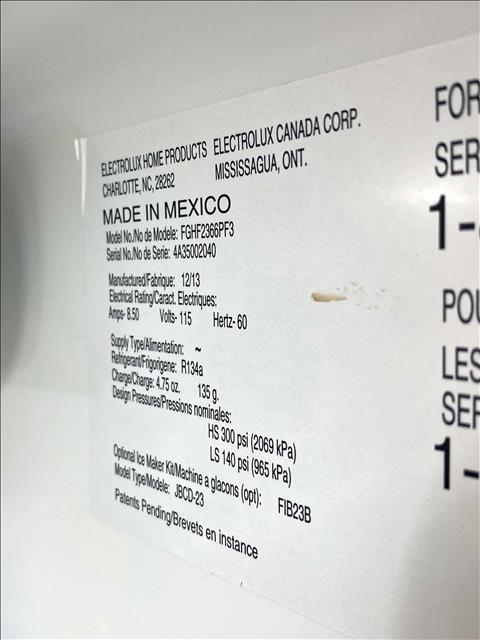 ELECTROLUX HOME PRODUCTS ELECTROLUX CANADA CORP.
CHARLOTTE, NC, 28262 MISSISSAGUA, ONT.
MADE IN MEXICO
Model No./No de Modele: FGHF2366PF3
Serial No./No de Serie: 4A35002040
Manufactured/Fabrique: 12/13
Electrical Rating/Caract. Electriques:
Amps- 8.50 Volts- 115 Hertz- 60
Supply Type/Alimentation: ~
Refrigerant/Frigorigene: R134a
Charge/Charge: 4.75 oz. 135 g.
Design Pressures/Pressions nominales:
HS 300 psi (2069 kPa)
LS 140 psi (965 kPa)
Optional Ice Maker Kit/Machine a glacons (opt): FIB23B
Model Type/Modele: JBCD-23
Patents Pending/Brevets en instance
FOR
SER
1-
POU
LES
SER
1-